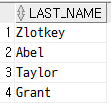 LAST_NAME
1 Zlotkey
2 Abel
3 Taylor
4 Grant